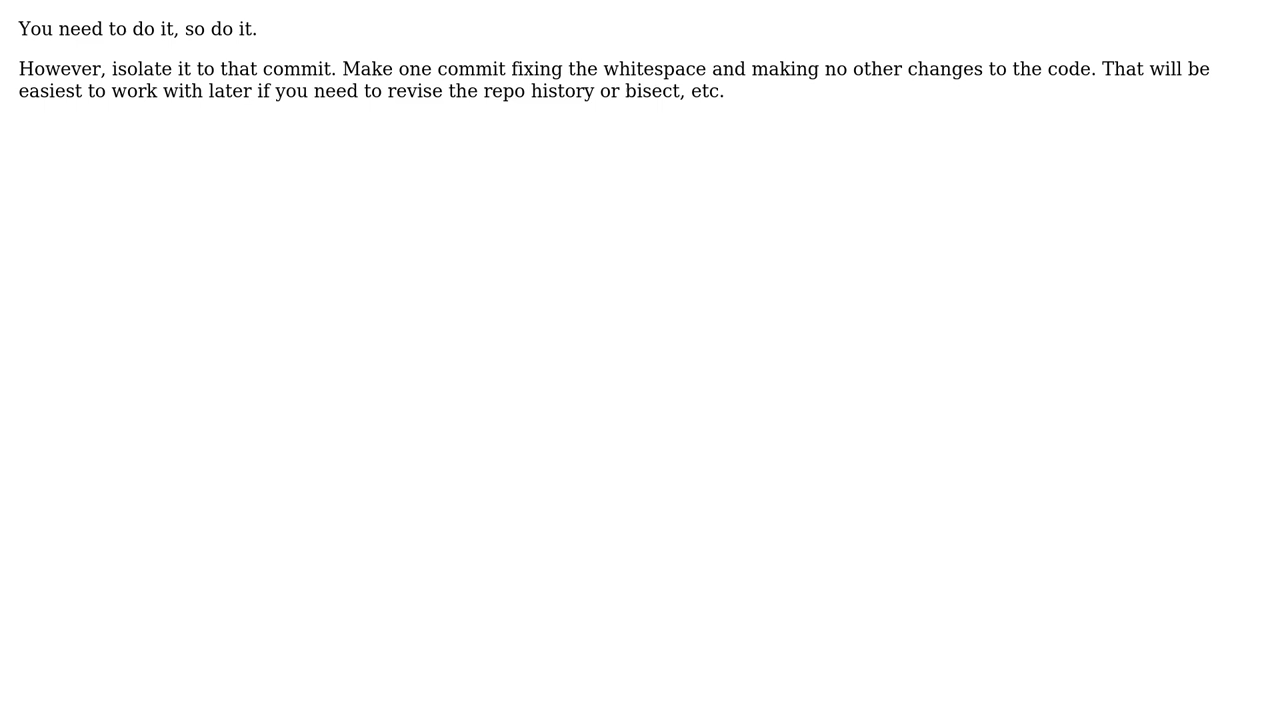 You need to do it, so do it.
However, isolate it to that commit. Make one commit fixing the whitespace and making no other changes to the code. That will be
easiest to work with later if you need to revise the repo history or bisect, etc.